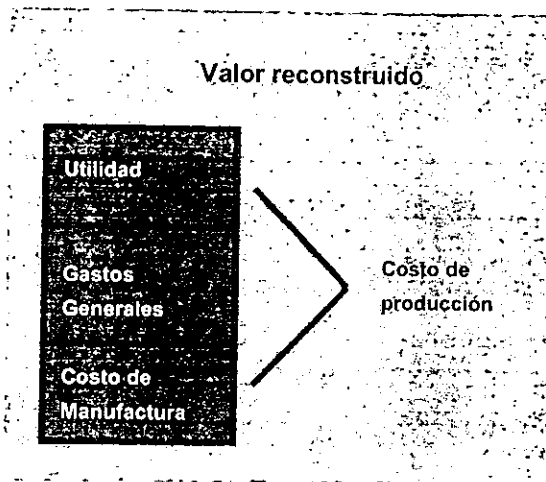 Valor reconstruido
Utilidad
Gastos
Generales
Costo de
Manufactura
Costo de
producción